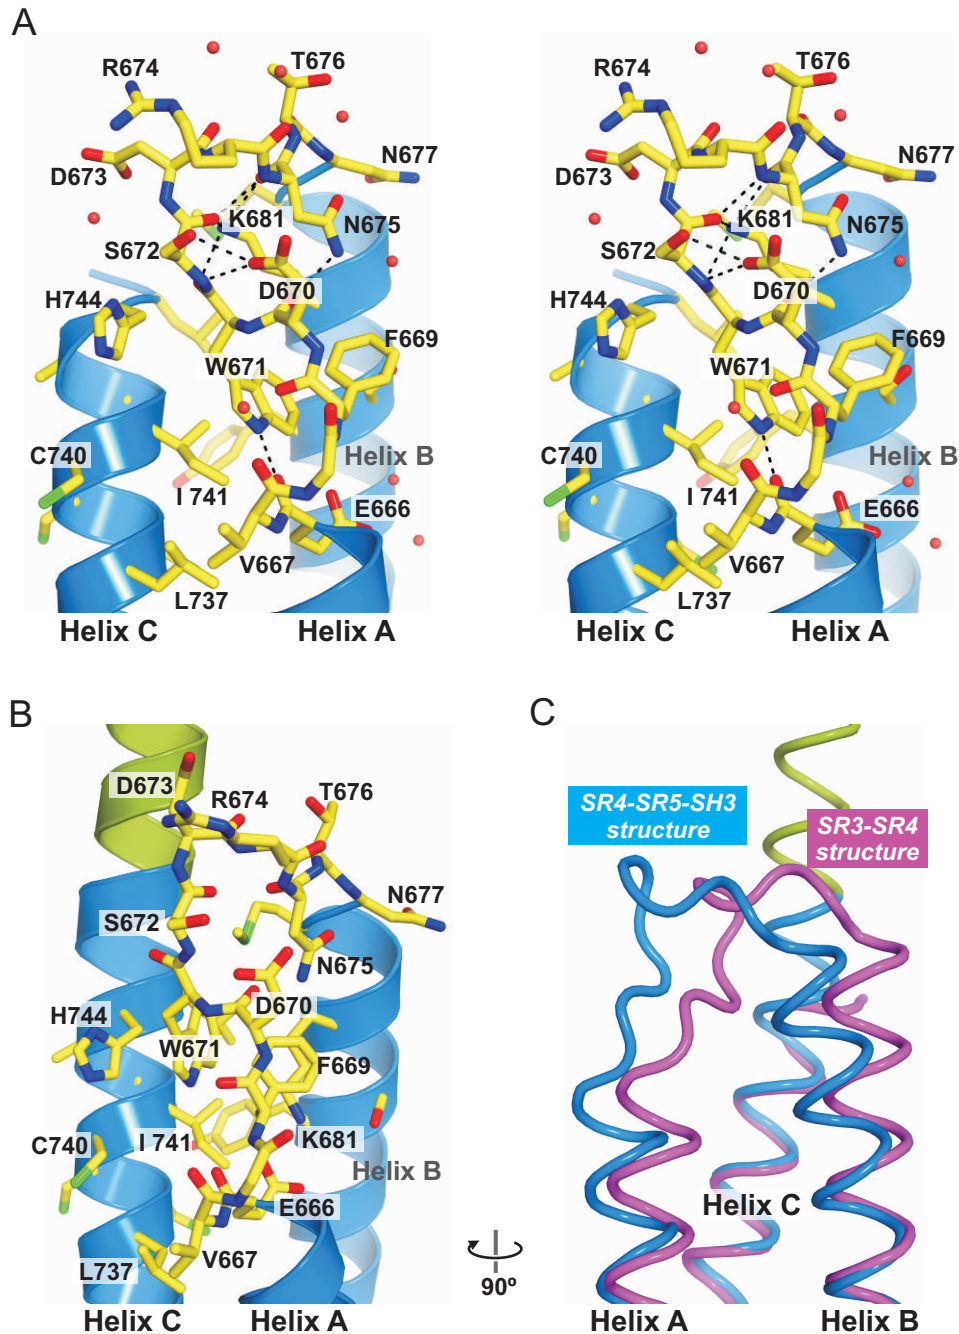 A
R674
T676
D673
N677
K681
N675
S672
D670
H744
F669
W671
C740
Helix B
I 741
E666
V667
L737
Helix C
Helix A
R674
T676
D673
N677
K681
N675
S672
D670
H744
F669
W671
C740
Helix B
I 741
E666
V667
L737
Helix C
Helix A
B
D673
R674
T676
N677
S672
N675
D670
H744
W671
F669
C740
I 741
K681
Helix B
E666
V667
L737
Helix C
Helix A
90º
C
SR4-SR5-SH3
structure
SR3-SR4
structure
Helix C
Helix A
Helix B